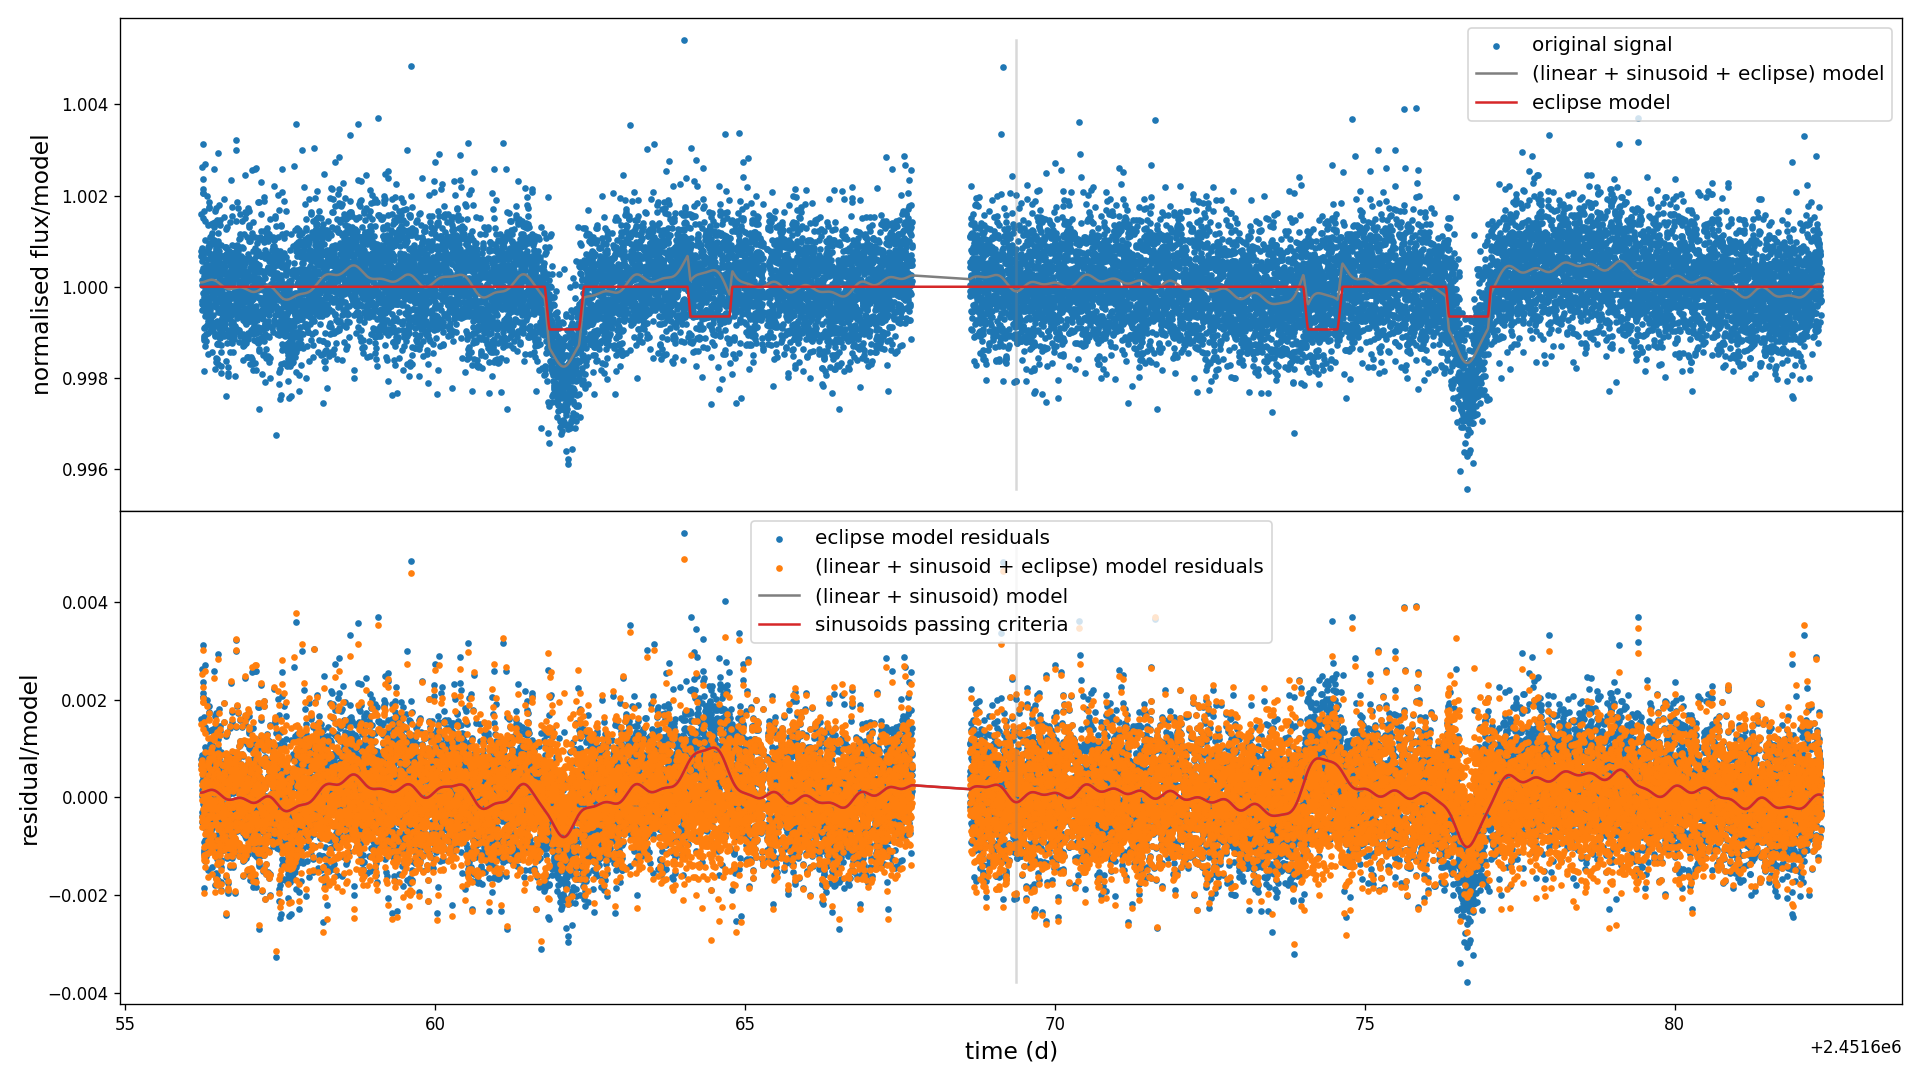 original signal
(linear + sinusoid + eclipse) model
eclipse model
normalised flux/model
1.004
1.002
1.000
0.998
0.996
eclipse model residuals
(linear + sinusoid + eclipse) model residuals
(linear + sinusoid) model
sinusoids passing criteria
residual/model
0.004
0.002
0.000
−0.002
−0.004
55 60 65 70 75 80
time (d)
+2.4516e6